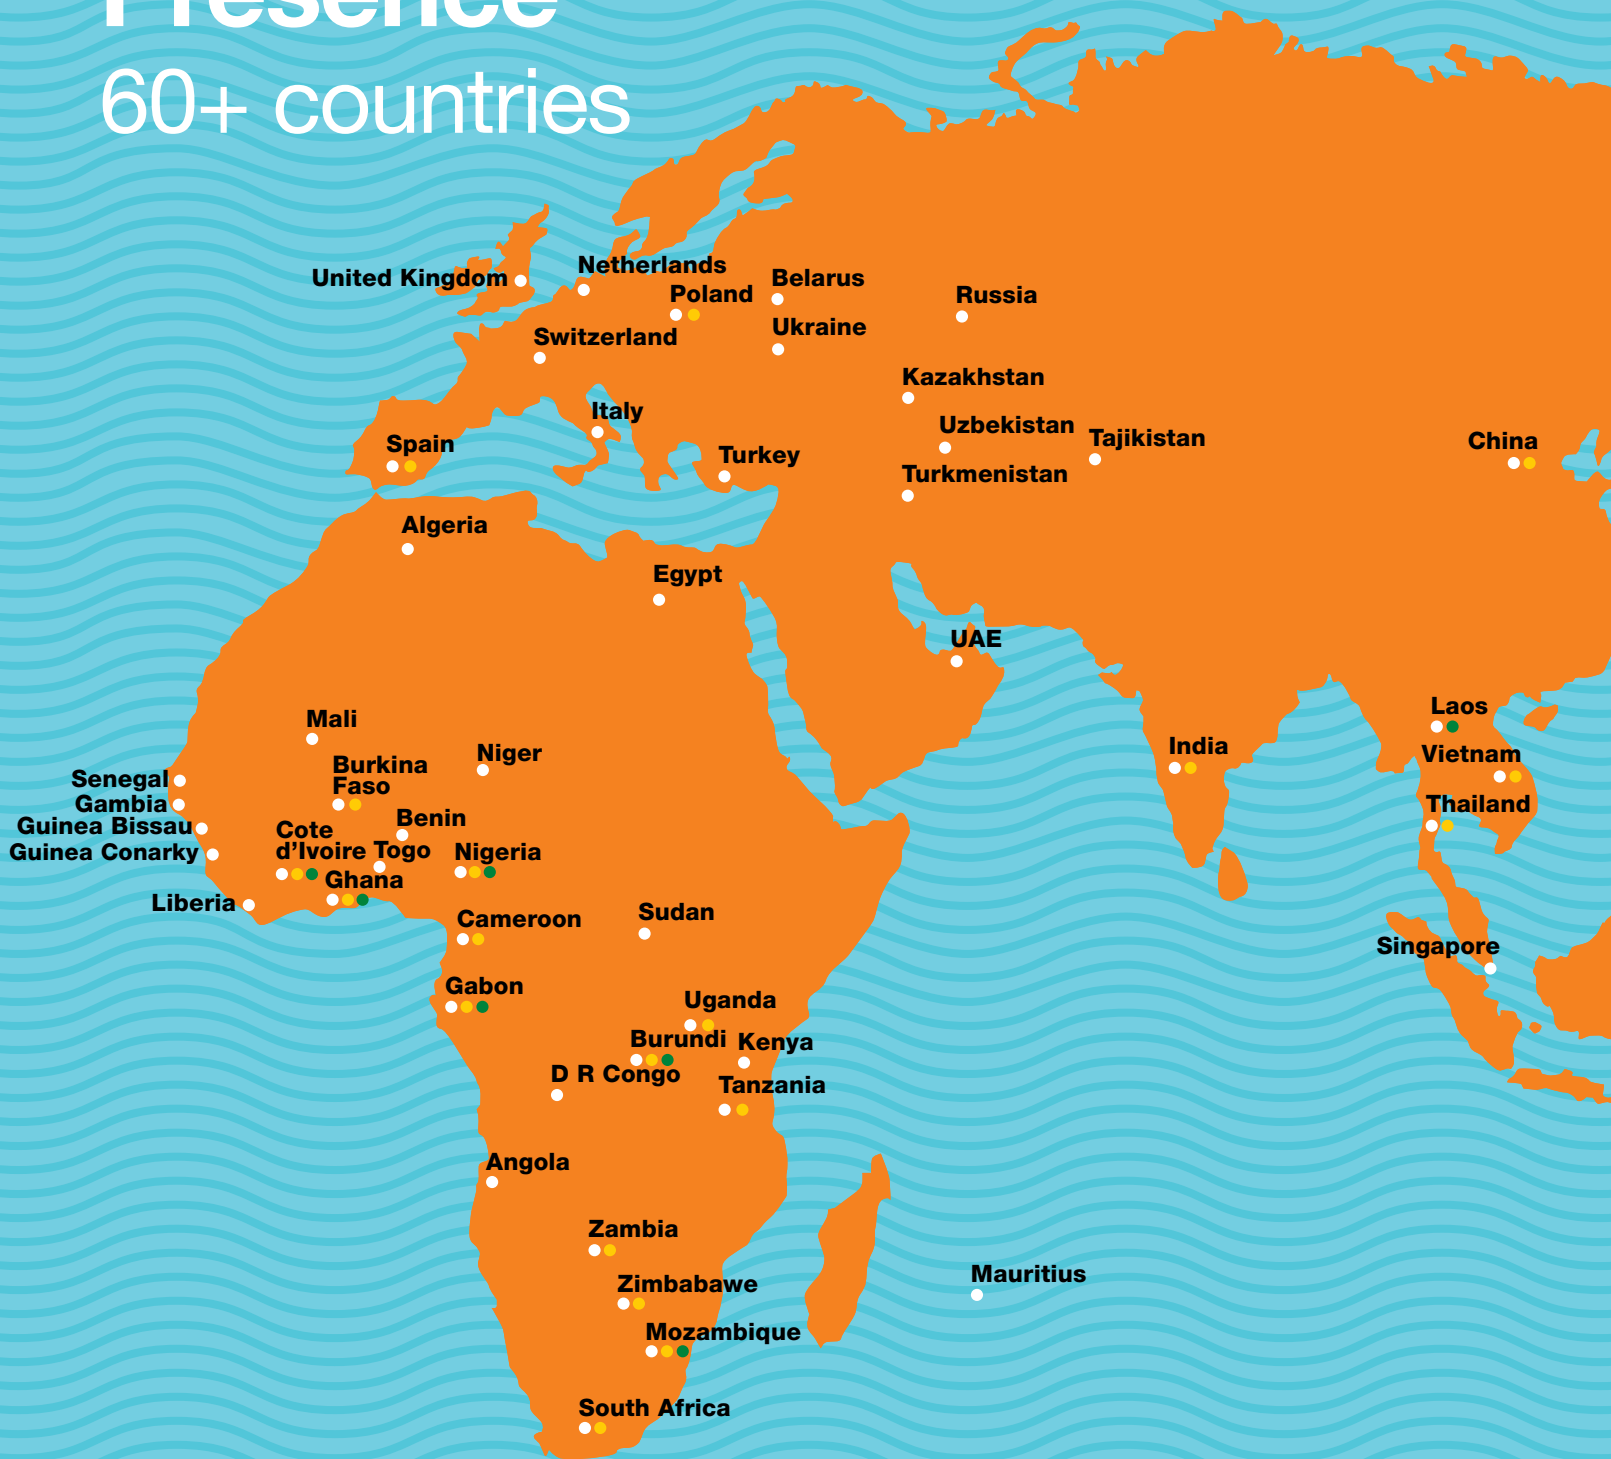 Presence
60+ countries
United Kingdom
Netherlands
Poland
Belarus
Russia
Switzerland
Ukraine
Kazakhstan
Italy
Spain
Uzbekistan
Tajikistan
China
Turkey
Turkmenistan
Algeria
Egypt
UAE
Mali
Niger
Burkina
Faso
Senegal
Gambia
Guinea Bissau
Guinea Conarky
Liberia
Benin
Cote
d'Ivoire
Togo
Ghana
Nigeria
Cameroon
Sudan
Gabon
Uganda
Burundi
Kenya
D R Congo
Tanzania
Angola
Zambia
Zimbabawe
Mozambique
South Africa
Mauritius
India
Laos
Vietnam
Thailand
Singapore